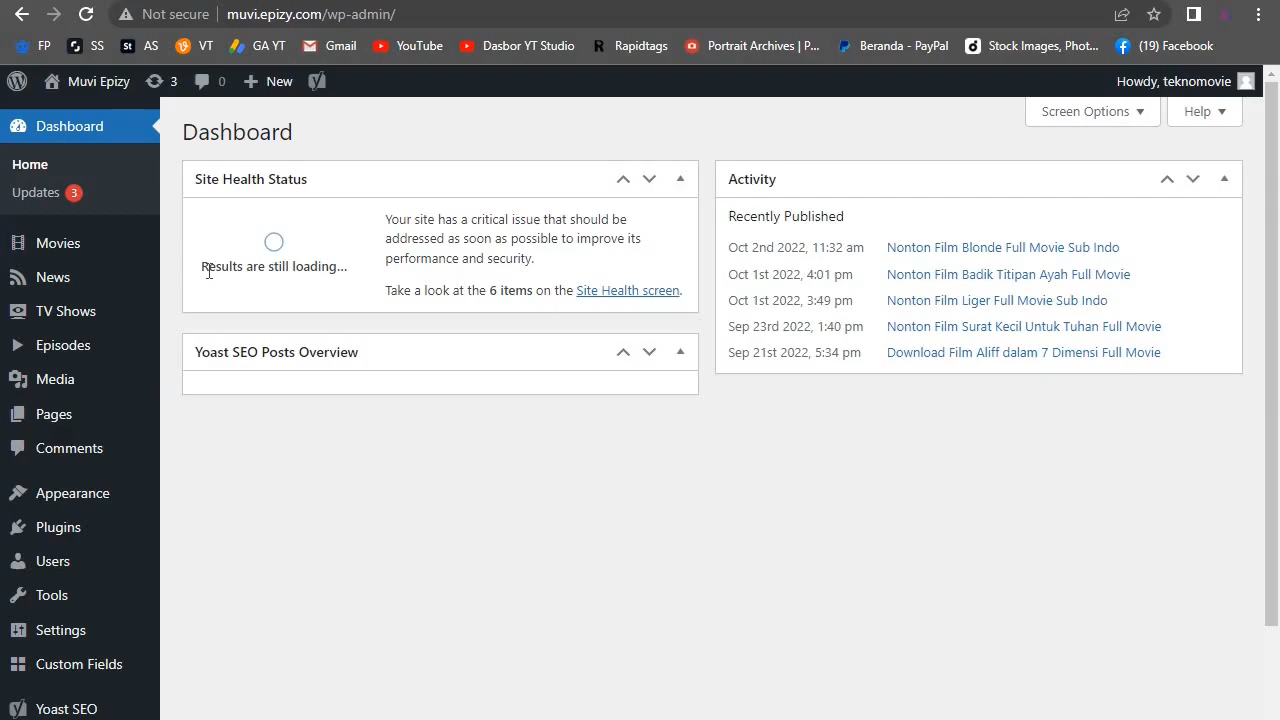 Not secure | muvi.epizy.com/wp-admin/
FP SS AS VT GA YT Gmail YouTube Dasbor YT Studio Rapidtags Portrait Archives | P... Beranda - PayPal Stock Images, Phot... (19) Facebook
Muvi Epizy 3 0 New Howdy, teknomovie
Screen Options Help
Dashboard
Home
Updates 3
Movies
News
TV Shows
Episodes
Media
Pages
Comments
Appearance
Plugins
Users
Tools
Settings
Custom Fields
Yoast SEO
Dashboard
Site Health Status
Results are still loading...
Your site has a critical issue that should be
addressed as soon as possible to improve its
performance and security.
Take a look at the 6 items on the Site Health screen.
Yoast SEO Posts Overview
Activity
Recently Published
Oct 2nd 2022, 11:32 am Nonton Film Blonde Full Movie Sub Indo
Oct 1st 2022, 4:01 pm Nonton Film Badik Titipan Ayah Full Movie
Oct 1st 2022, 3:49 pm Nonton Film Liger Full Movie Sub Indo
Sep 23rd 2022, 1:40 pm Nonton Film Surat Kecil Untuk Tuhan Full Movie
Sep 21st 2022, 5:34 pm Download Film Aliff dalam 7 Dimensi Full Movie